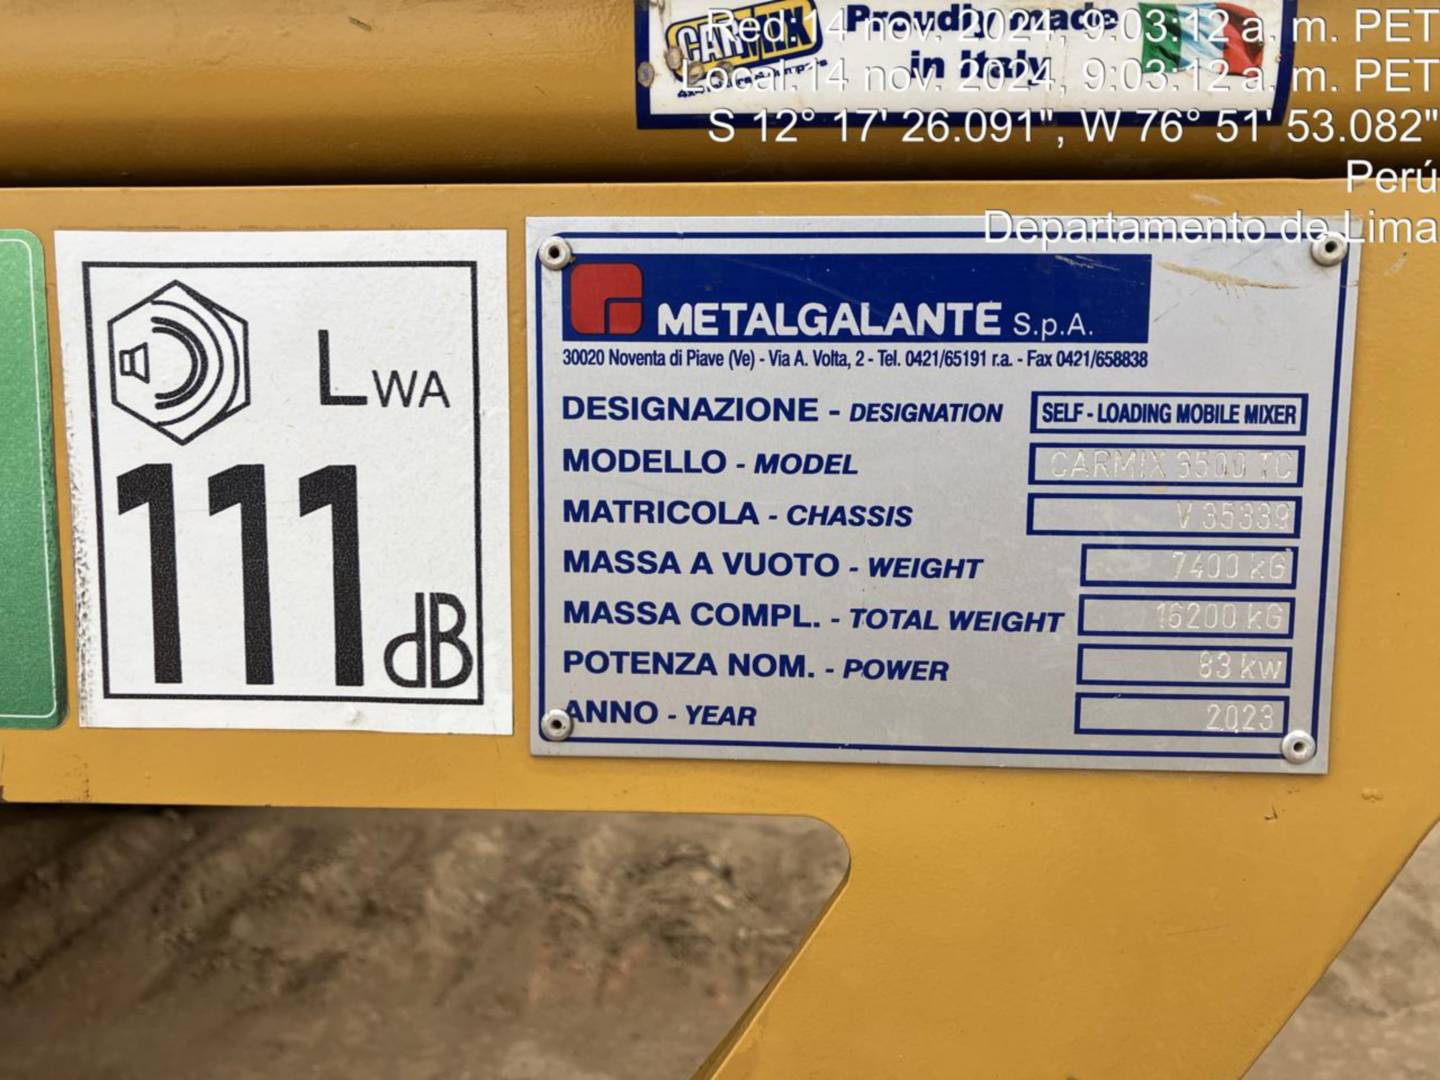 CARMIX
Proudly made
in Italy
Red:14 nov. 2024, 9:03:12 a. m. PET
Local:14 nov. 2024, 9:03:12 a. m. PET
S 12° 17' 26.091", W 76° 51' 53.082"
Perú
Departamento de Lima
LWA
111 dB
METALGALANTE S.p.A.
30020 Noventa di Piave (Ve) - Via A. Volta, 2 - Tel. 0421/65191 r.a. - Fax 0421/658838
DESIGNAZIONE - DESIGNATION SELF - LOADING MOBILE MIXER
MODELLO - MODEL CARMIX 3500 TC
MATRICOLA - CHASSIS V 35339
MASSA A VUOTO - WEIGHT 7400 KG
MASSA COMPL. - TOTAL WEIGHT 16200 KG
POTENZA NOM. - POWER 83 kw
ANNO - YEAR 2023